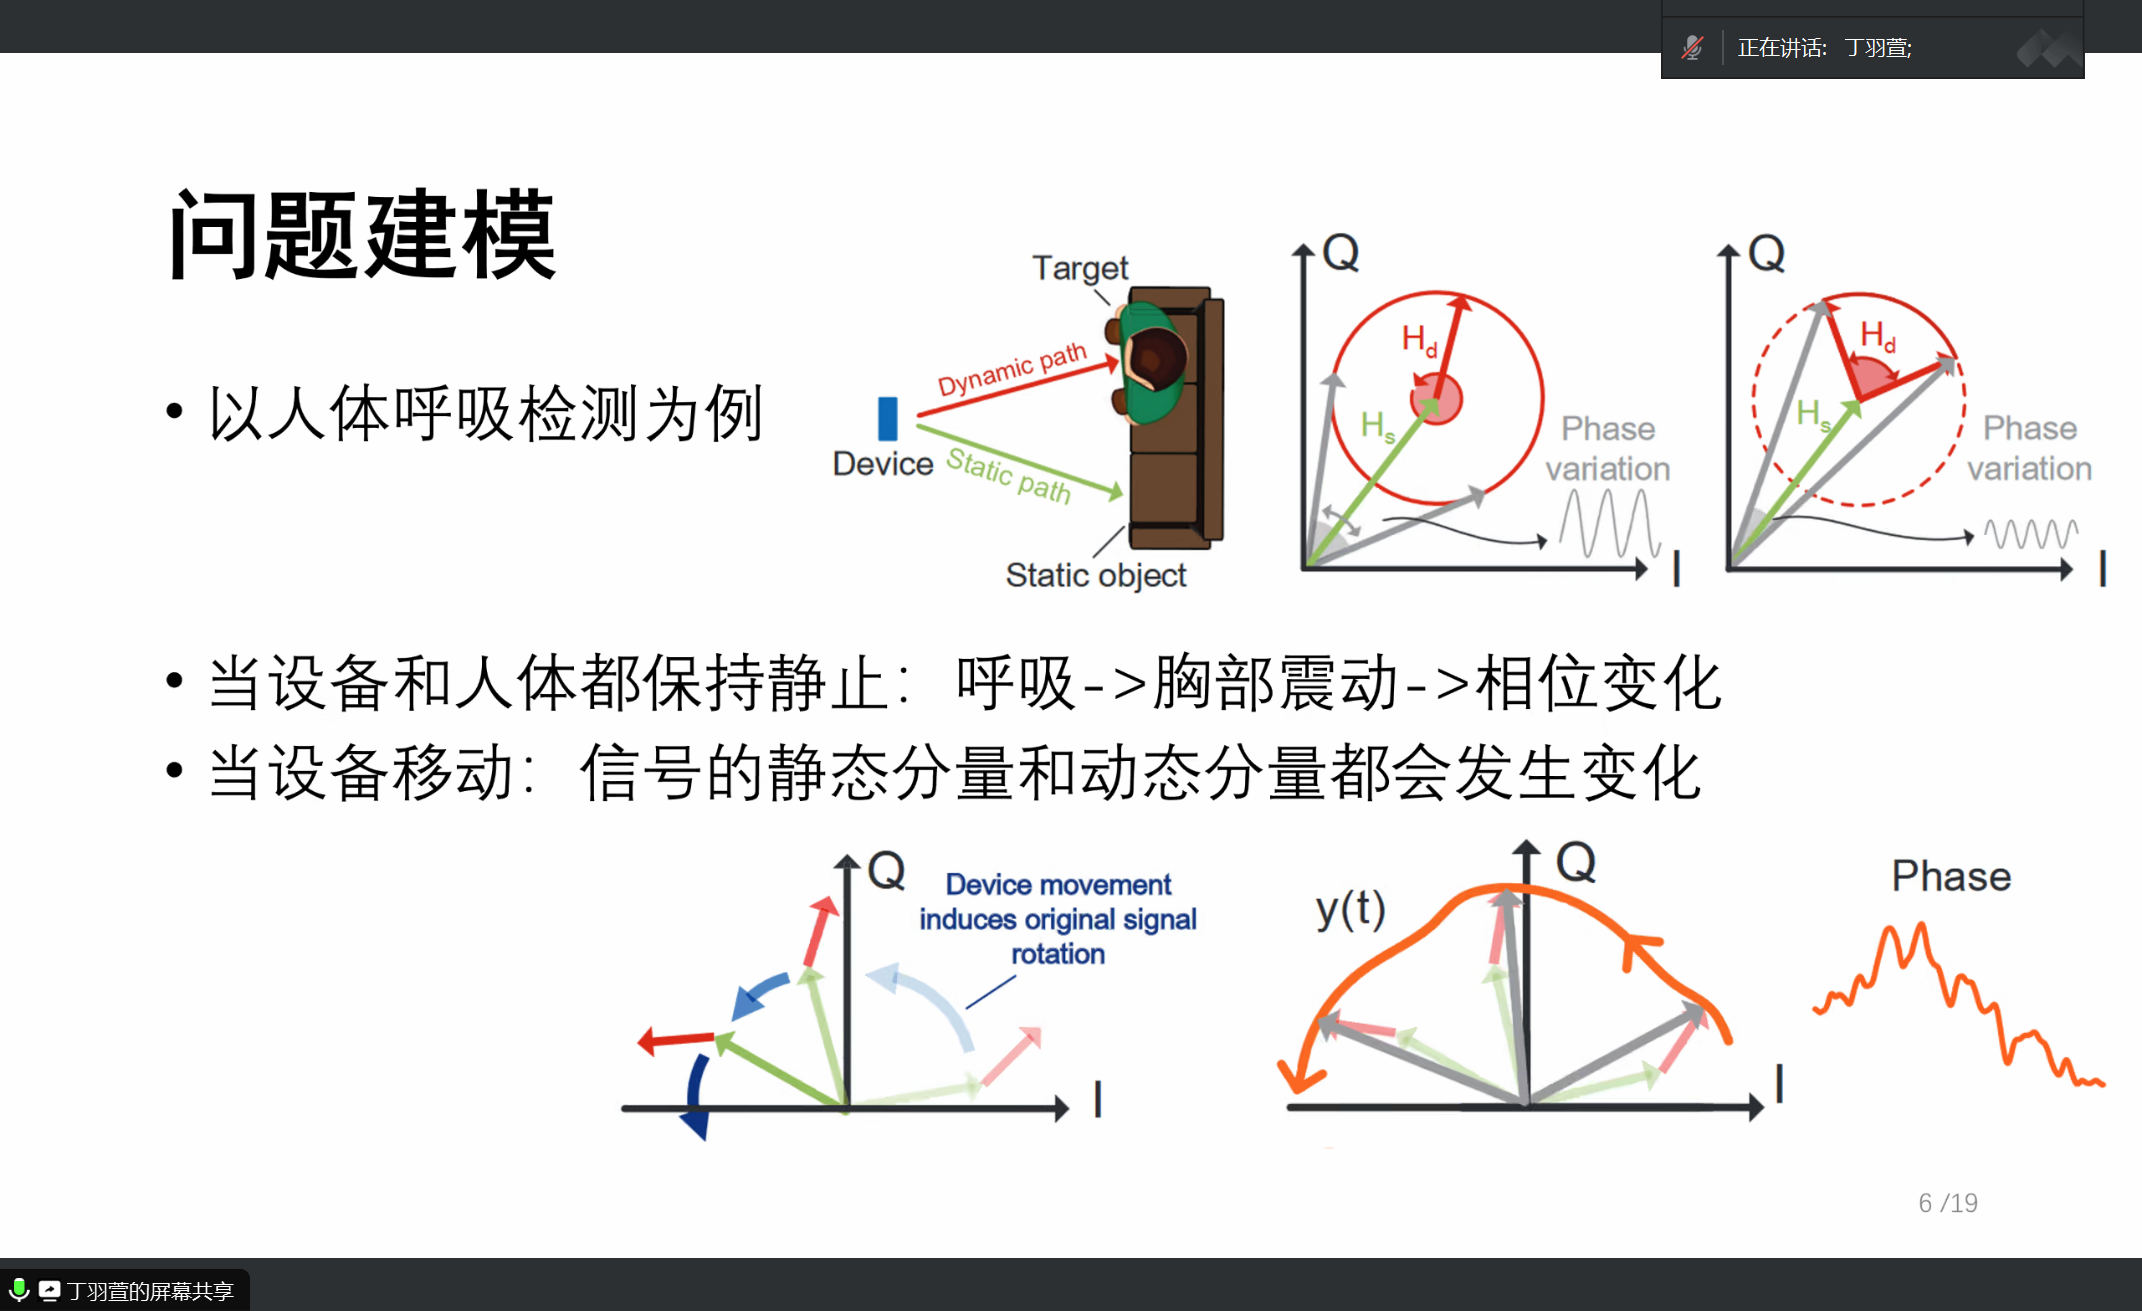 正在讲话: 丁羽萱;
问题建模
• 以人体呼吸检测为例
Target
Dynamic path
Device
Static path
Static object
Q
Hd
Hs
Phase
variation
I
Q
Hd
Hs
Phase
variation
I
• 当设备和人体都保持静止：呼吸->胸部震动->相位变化
• 当设备移动：信号的静态分量和动态分量都会发生变化
Q
Device movement
induces original signal
rotation
I
y(t)
Q
I
Phase
6 /19
丁羽萱的屏幕共享